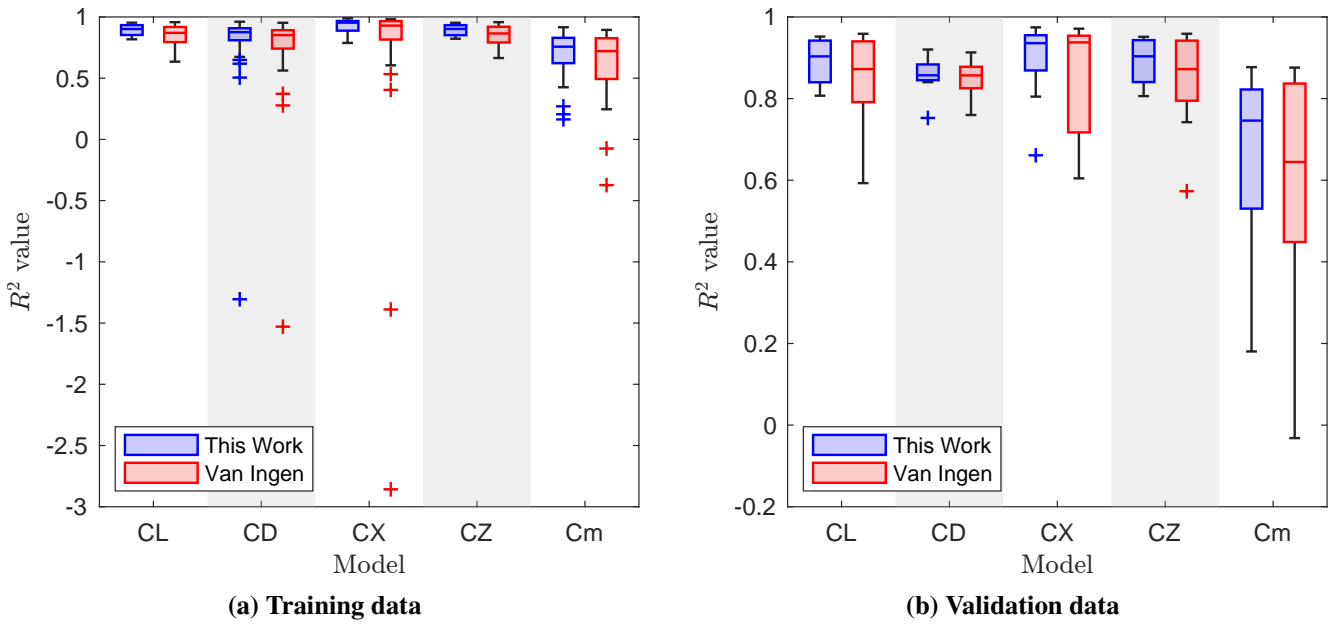 1
0.5
0
-0.5
-1
-1.5
-2
-2.5
-3
R² value
This Work
Van Ingen
CL CD CX CZ Cm
Model
(a) Training data
1
0.8
0.6
0.4
0.2
0
-0.2
R² value
This Work
Van Ingen
CL CD CX CZ Cm
Model
(b) Validation data